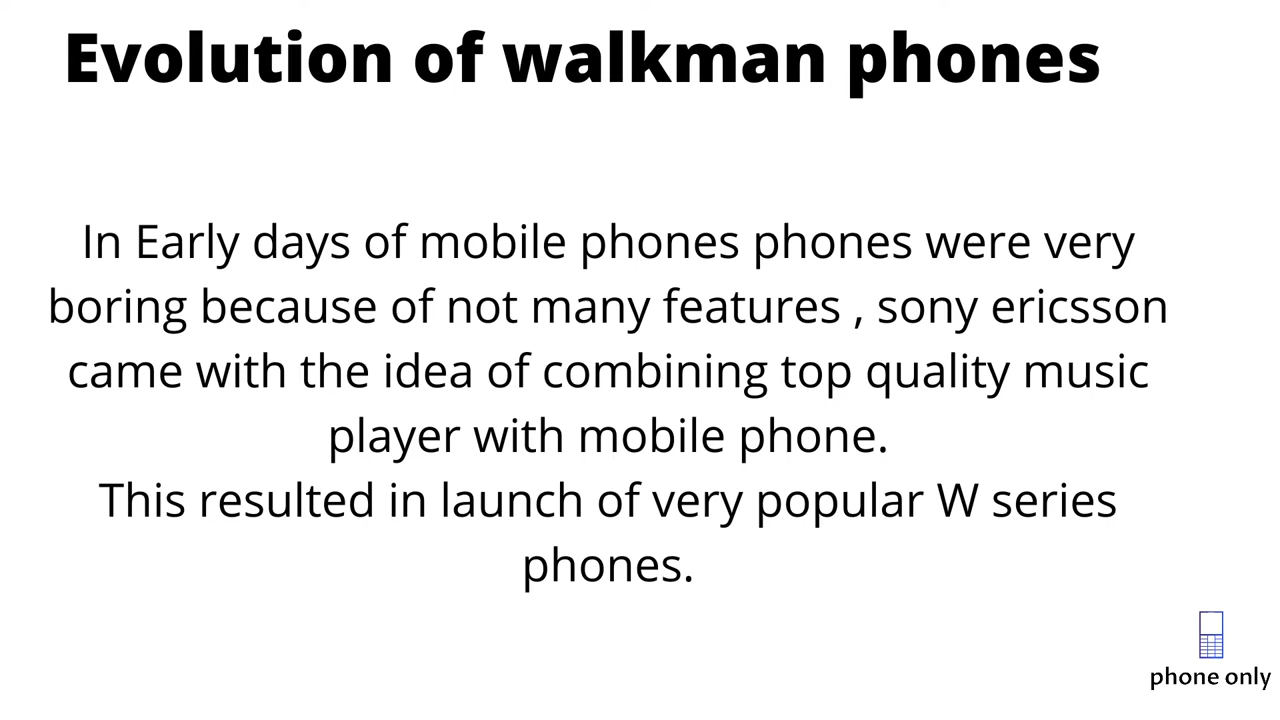 Evolution of walkman phones
In Early days of mobile phones phones were very
boring because of not many features , sony ericsson
came with the idea of combining top quality music
player with mobile phone.
This resulted in launch of very popular W series
phones.
phone only